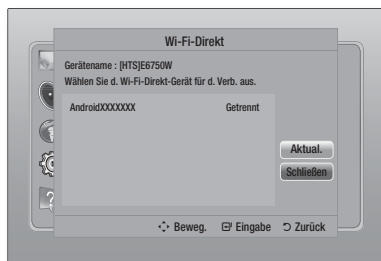 Wi-Fi-Direkt
Gerätename : [HTS]E6750W
Wählen Sie d. Wi-Fi-Direkt-Gerät für d. Verb. aus.
AndroidXXXXXXX Getrennt
Aktual.
Schließen
Beweg. Eingabe Zurück